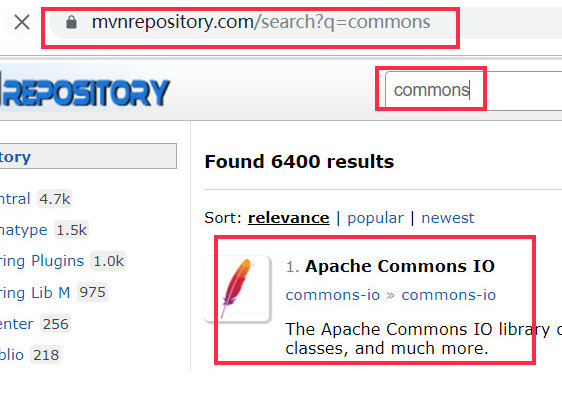 mvnrepository.com/search?q=commons
REPOSITORY
commons
tory
Found 6400 results
ntral 4.7k
Sort: relevance | popular | newest
natype 1.5k
ring Plugins 1.0k
1. Apache Commons IO
ring Lib M 975
commons-io » commons-io
enter 256
The Apache Commons IO library
blio 218
classes, and much more.